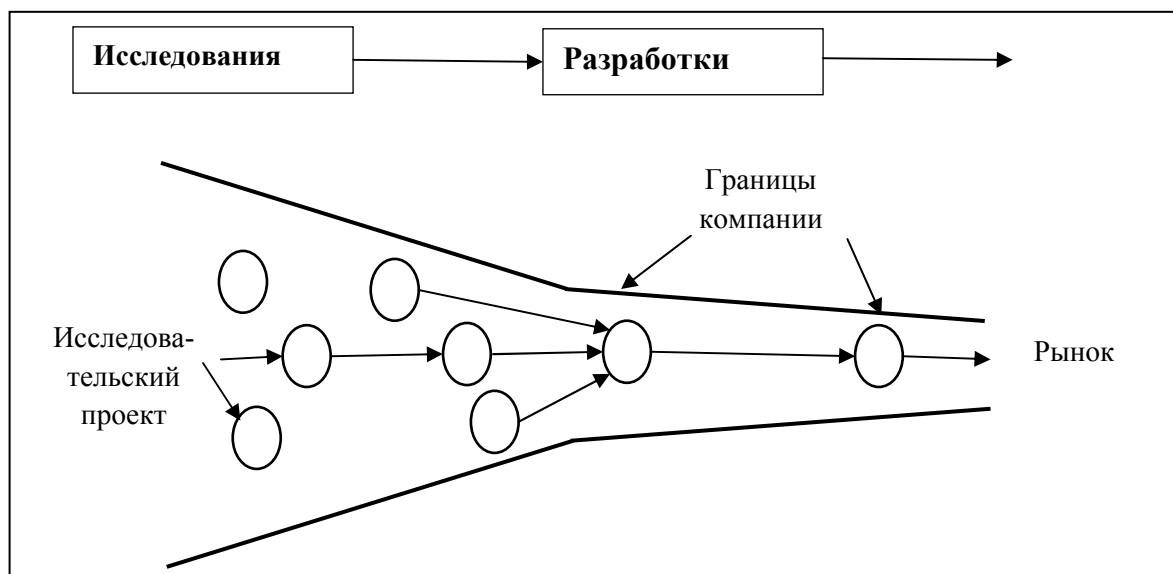 Исследования
Разработки
Границы
компании
Исследова-
тельский
проект
Рынок